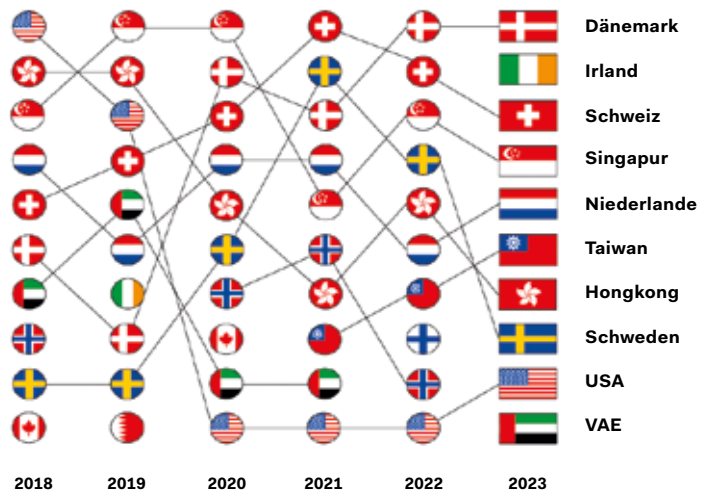 Dänemark
Irland
Schweiz
Singapur
Niederlande
Taiwan
Hongkong
Schweden
USA
VAE
2018 2019 2020 2021 2022 2023